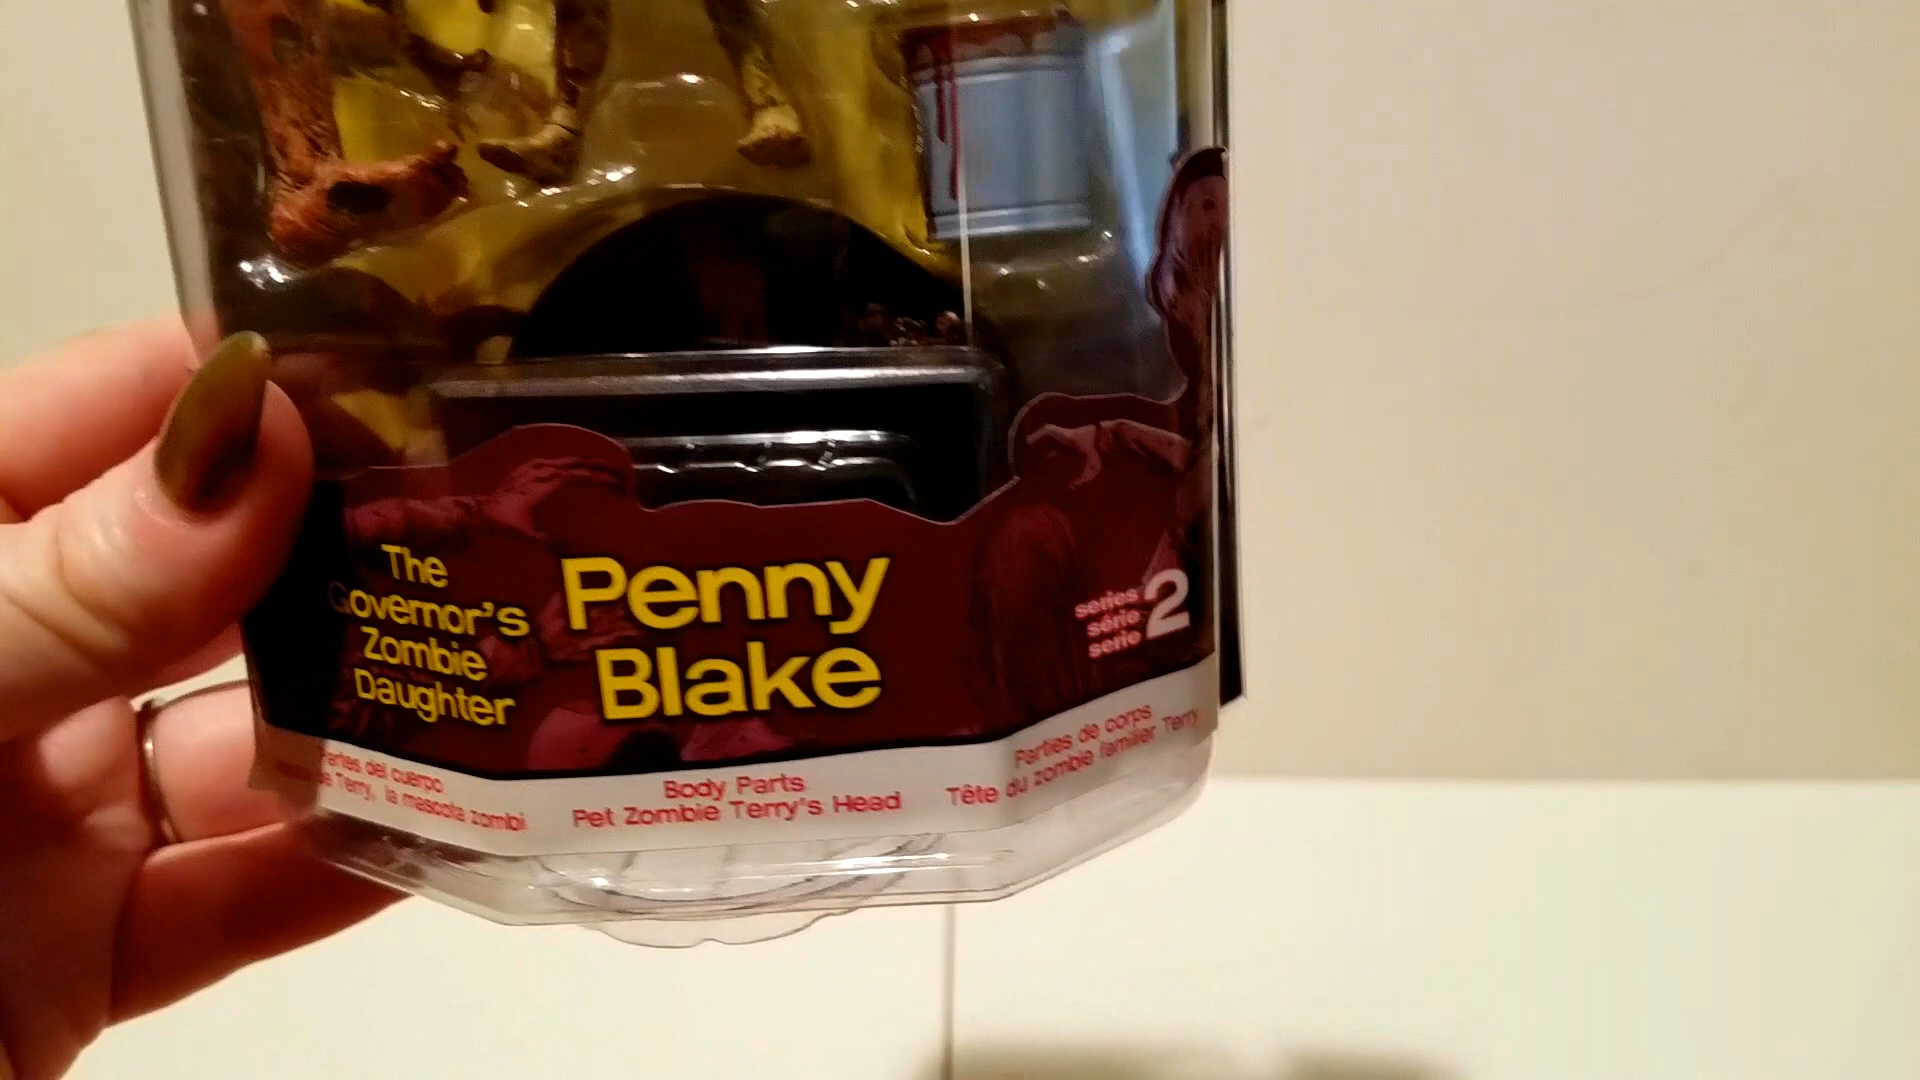 The
Governor's
Zombie
Daughter
Penny
Blake
series
série
serie
2
Partes del cuerpo
de Terry, la mascota zombi
Body Parts
Pet Zombie Terry's Head
Parties de corps
Tête du zombie familier Terry